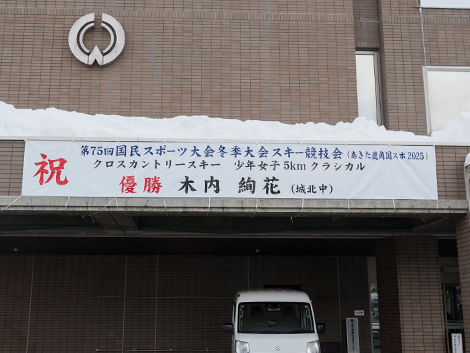 祝
第75回国民スポーツ大会冬季大会スキー競技会(あきた鹿角国スポ2025)
クロスカントリースキー 少年女子5kmクラシカル
優勝 木内 絢花(城北中)